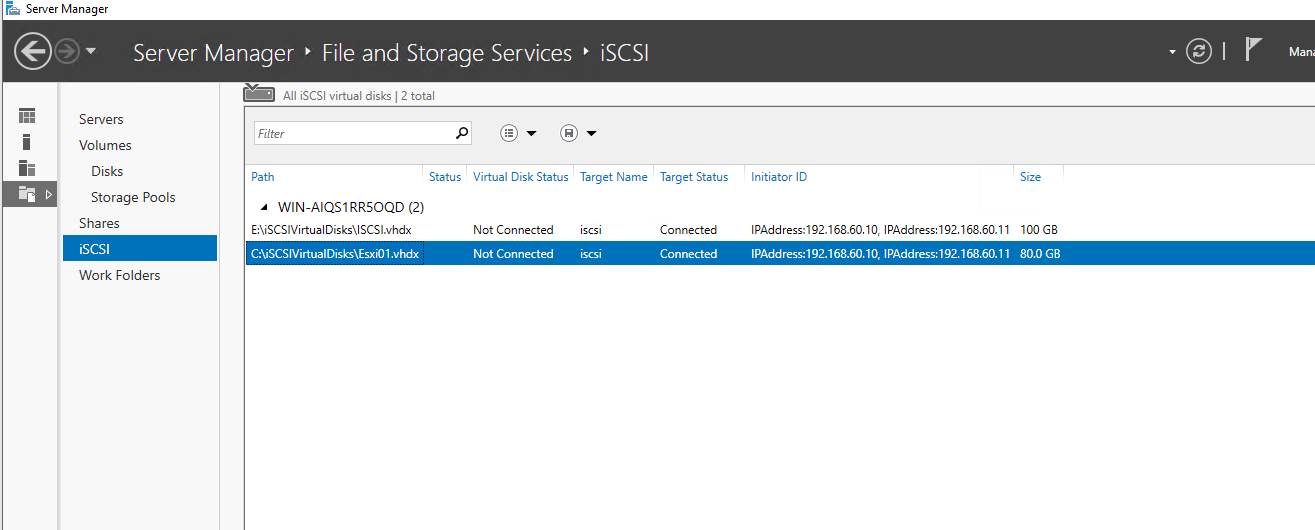 Server Manager
Server Manager ‣ File and Storage Services ‣ iSCSI
Mana
All iSCSI virtual disks | 2 total
Servers
Volumes
Disks
Storage Pools
Shares
iSCSI
Work Folders
Filter
Path Status Virtual Disk Status Target Name Target Status Initiator ID Size
WIN-AIQS1RR5OQD (2)
E:\iSCSIVirtualDisks\ISCSI.vhdx Not Connected iscsi Connected IPAddress:192.168.60.10, IPAddress:192.168.60.11 100 GB
C:\iSCSIVirtualDisks\Esxi01.vhdx Not Connected iscsi Connected IPAddress:192.168.60.10, IPAddress:192.168.60.11 80.0 GB